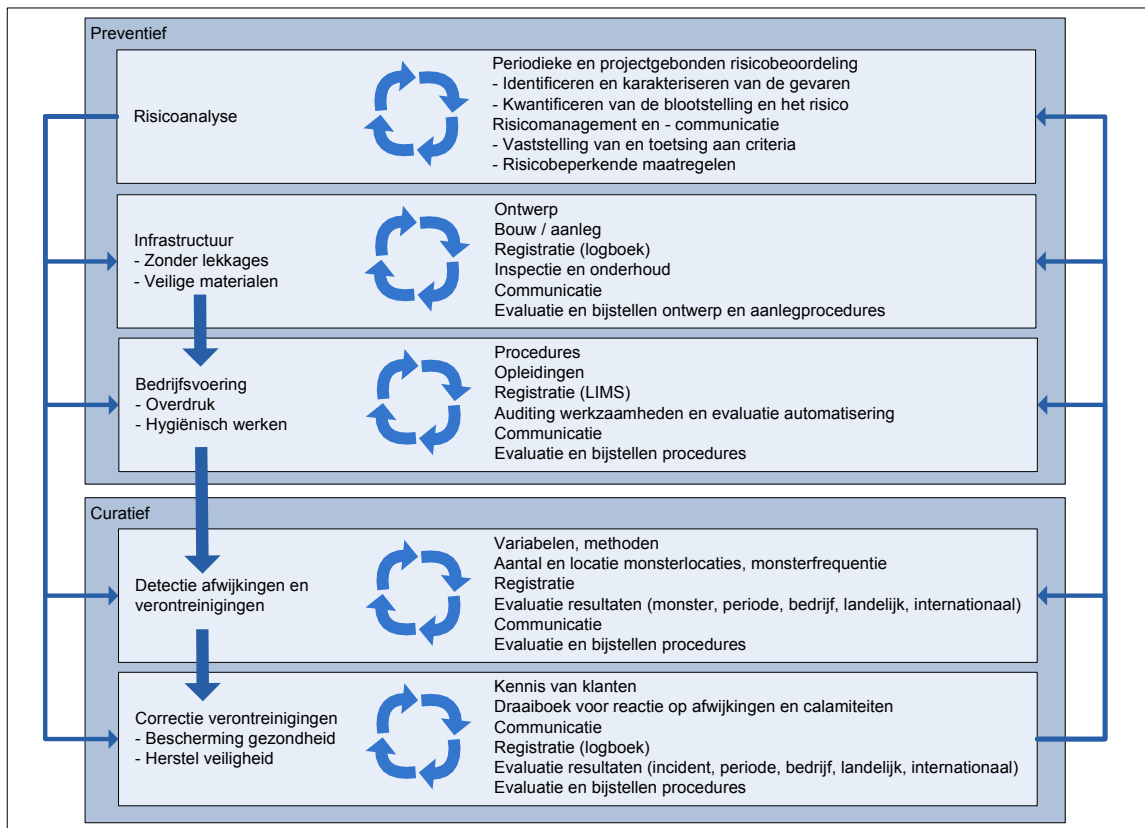 Preventief
Risicoanalyse
Periodieke en projectgebonden risicobeoordeling
- Identificeren en karakteriseren van de gevaren
- Kwantificeren van de blootstelling en het risico
Risicomanagement en - communicatie
- Vaststelling van en toetsing aan criteria
- Risicobeperkende maatregelen
Infrastructuur
- Zonder lekkages
- Veilige materialen
Ontwerp
Bouw / aanleg
Registratie (logboek)
Inspectie en onderhoud
Communicatie
Evaluatie en bijstellen ontwerp en aanlegprocedures
Bedrijfsvoering
- Overdruk
- Hygiënisch werken
Procedures
Opleidingen
Registratie (LIMS)
Auditing werkzaamheden en evaluatie automatisering
Communicatie
Evaluatie en bijstellen procedures
Curatief
Detectie afwijkingen en
verontreinigingen
Variabelen, methoden
Aantal en locatie monsterlocaties, monsterfrequentie
Registratie
Evaluatie resultaten (monster, periode, bedrijf, landelijk, internationaal)
Communicatie
Evaluatie en bijstellen procedures
Correctie verontreinigingen
- Bescherming gezondheid
- Herstel veiligheid
Kennis van klanten
Draaiboek voor reactie op afwijkingen en calamiteiten
Communicatie
Registratie (logboek)
Evaluatie resultaten (incident, periode, bedrijf, landelijk, internationaal)
Evaluatie en bijstellen procedures